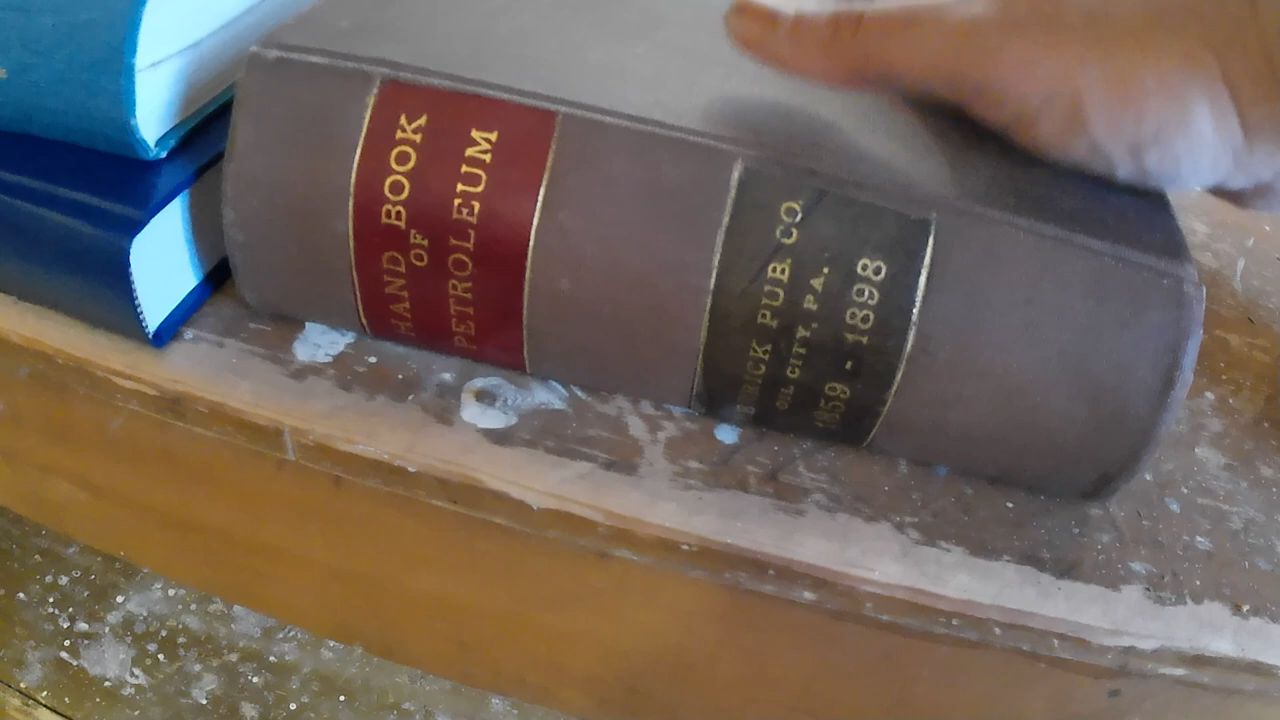 HAND BOOK
OF
PETROLEUM
PUB. CO.
OIL CITY, PA.
1859 - 1898